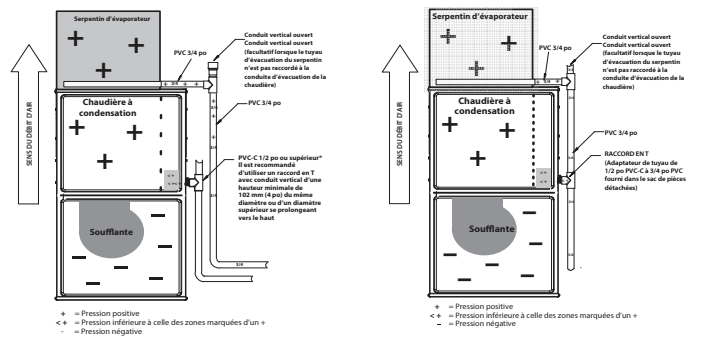 Serpentin d'évaporateur
PVC 3/4 po
Conduit vertical ouvert
Conduit vertical ouvert
(facultatif lorsque le tuyau
d'évacuation du serpentin
n'est pas raccordé à la
conduite d'évacuation de la
chaudière)
SENS DU DÉBIT D'AIR
Chaudière à
condensation
PVC 3/4 po
PVC-C 1/2 po ou supérieur*
Il est recommandé
d'utiliser un raccord en T
avec conduit vertical d'une
hauteur minimale de
102 mm (4 po) du même
diamètre ou d'un diamètre
supérieur se prolongeant
vers le haut
Soufflante
+ = Pression positive
< + = Pression inférieure à celle des zones marquées d'un +
- = Pression négative
Serpentin d'évaporateur
PVC 3/4 po
Conduit vertical ouvert
Conduit vertical ouvert
(facultatif lorsque le tuyau
d'évacuation du serpentin
n'est pas raccordé à la
conduite d'évacuation de la
chaudière)
SENS DU DÉBIT D'AIR
Chaudière à
condensation
PVC 3/4 po
RACCORD EN T
(Adaptateur de tuyau de
1/2 po PVC-C à 3/4 po PVC
fourni dans le sac de pièces
détachées)
Soufflante
+ = Pression positive
< + = Pression inférieure à celle des zones marquées d'un +
– = Pression négative